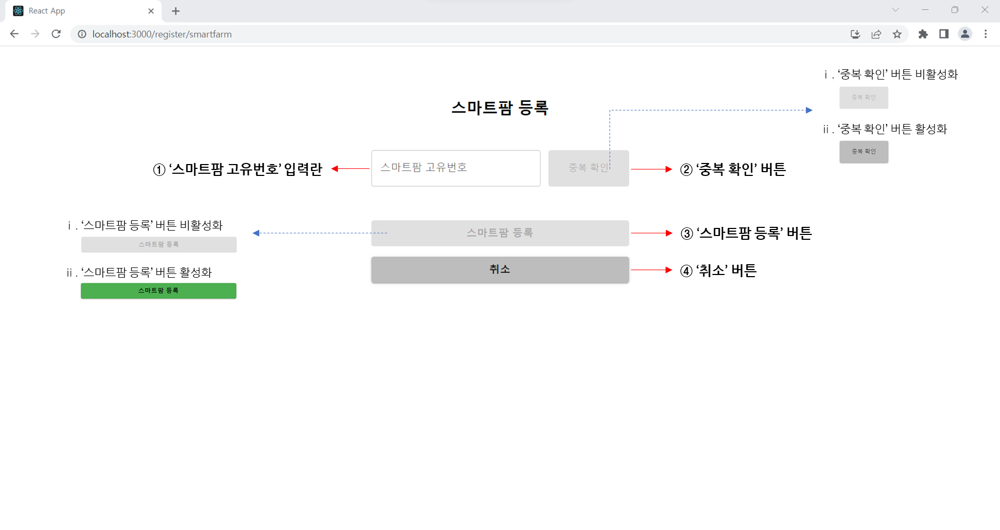 React App
localhost:3000/register/smartfarm
ⅰ. ‘중복 확인’ 버튼 비활성화
중복 확인
ⅱ. ‘중복 확인’ 버튼 활성화
중복 확인
스마트팜 등록
① ‘스마트팜 고유번호’ 입력란
스마트팜 고유번호
중복 확인
② ‘중복 확인’ 버튼
ⅰ. ‘스마트팜 등록’ 버튼 비활성화
스마트팜 등록
ⅱ. ‘스마트팜 등록’ 버튼 활성화
스마트팜 등록
스마트팜 등록
③ ‘스마트팜 등록’ 버튼
취소
④ ‘취소’ 버튼